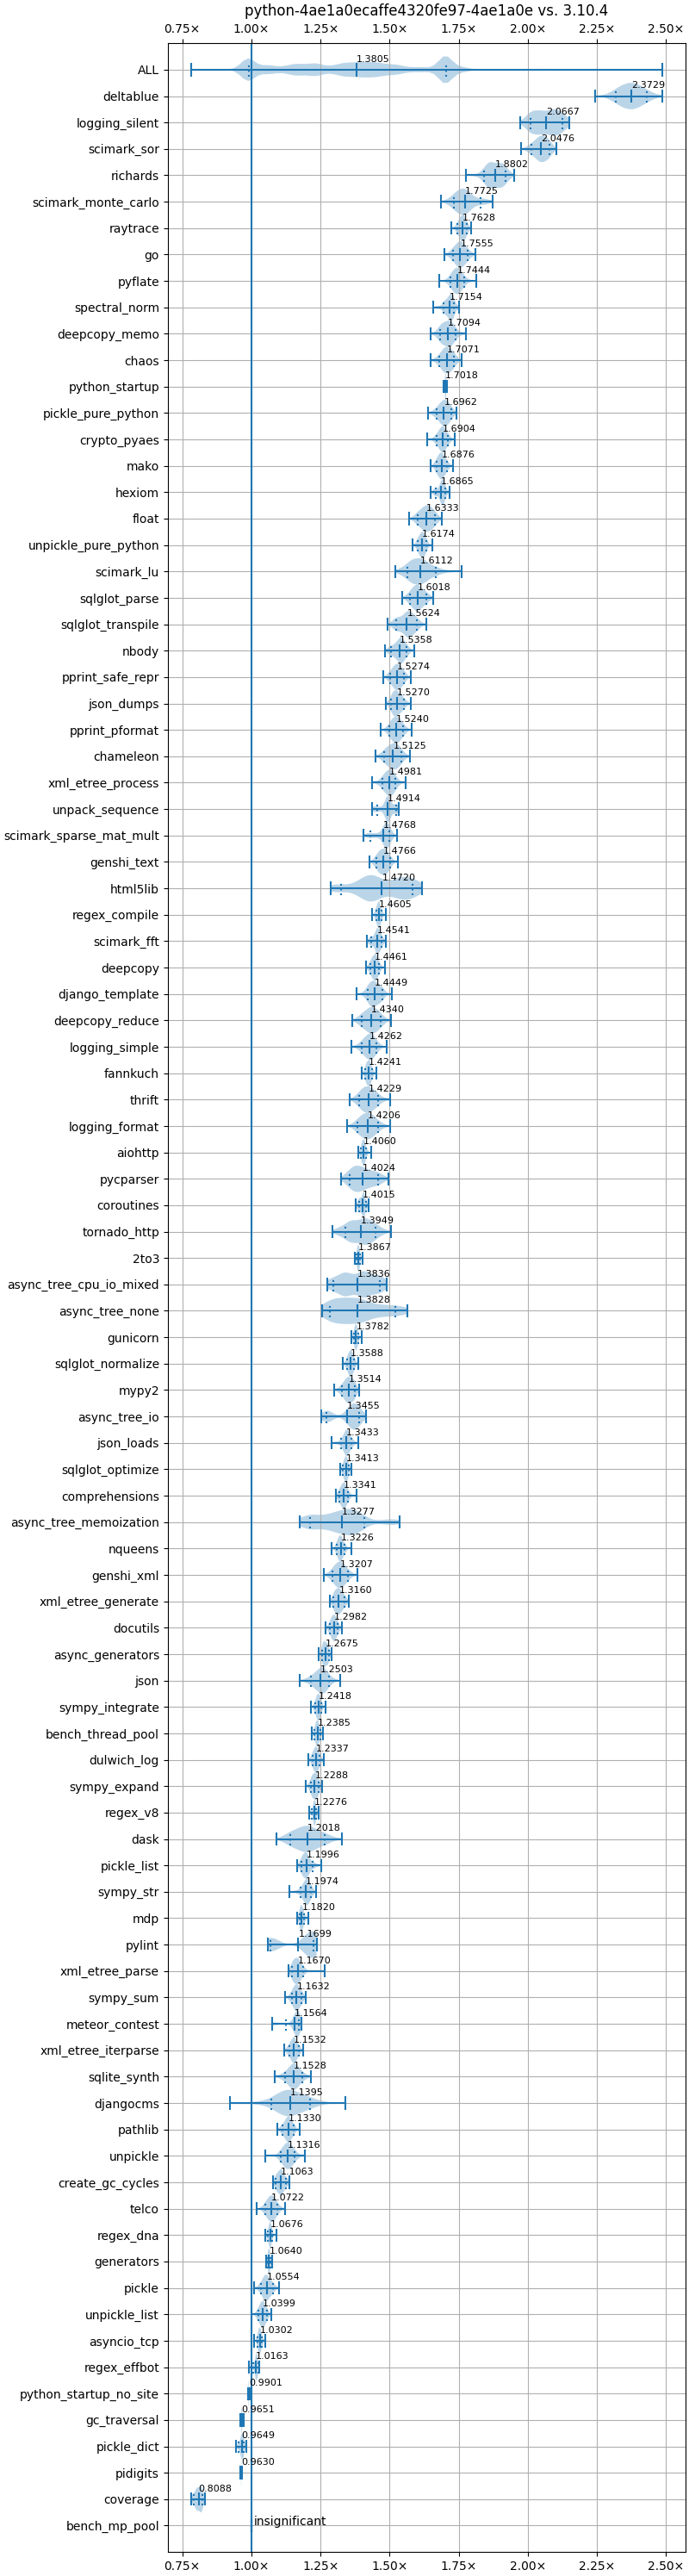 python-4ae1a0ecaffe4320fe97-4ae1a0e vs. 3.10.4
0.75× 1.00× 1.25× 1.50× 1.75× 2.00× 2.25× 2.50×
ALL 1.3805
deltablue 2.3729
logging_silent 2.0667
scimark_sor 2.0476
richards 1.8802
scimark_monte_carlo 1.7725
raytrace 1.7628
go 1.7555
pyflate 1.7444
spectral_norm 1.7154
deepcopy_memo 1.7094
chaos 1.7071
python_startup 1.7018
pickle_pure_python 1.6962
crypto_pyaes 1.6904
mako 1.6876
hexiom 1.6865
float 1.6333
unpickle_pure_python 1.6174
scimark_lu 1.6112
sqlglot_parse 1.6018
sqlglot_transpile 1.5624
nbody 1.5358
pprint_safe_repr 1.5274
json_dumps 1.5270
pprint_pformat 1.5240
chameleon 1.5125
xml_etree_process 1.4981
unpack_sequence 1.4914
scimark_sparse_mat_mult 1.4768
genshi_text 1.4766
html5lib 1.4720
regex_compile 1.4605
scimark_fft 1.4541
deepcopy 1.4461
django_template 1.4449
deepcopy_reduce 1.4340
logging_simple 1.4262
fannkuch 1.4241
thrift 1.4229
logging_format 1.4206
aiohttp 1.4060
pycparser 1.4024
coroutines 1.4015
tornado_http 1.3949
2to3 1.3867
async_tree_cpu_io_mixed 1.3836
async_tree_none 1.3828
gunicorn 1.3782
sqlglot_normalize 1.3588
mypy2 1.3514
async_tree_io 1.3455
json_loads 1.3433
sqlglot_optimize 1.3413
comprehensions 1.3341
async_tree_memoization 1.3277
nqueens 1.3226
genshi_xml 1.3207
xml_etree_generate 1.3160
docutils 1.2982
async_generators 1.2675
json 1.2503
sympy_integrate 1.2418
bench_thread_pool 1.2385
dulwich_log 1.2337
sympy_expand 1.2288
regex_v8 1.2276
dask 1.2018
pickle_list 1.1996
sympy_str 1.1974
mdp 1.1820
pylint 1.1699
xml_etree_parse 1.1670
sympy_sum 1.1632
meteor_contest 1.1564
xml_etree_iterparse 1.1532
sqlite_synth 1.1528
djangocms 1.1395
pathlib 1.1330
unpickle 1.1316
create_gc_cycles 1.1063
telco 1.0722
regex_dna 1.0676
generators 1.0640
pickle 1.0554
unpickle_list 1.0399
asyncio_tcp 1.0302
regex_effbot 1.0163
python_startup_no_site 0.9901
gc_traversal 0.9651
pickle_dict 0.9649
pidigits 0.9630
coverage 0.8088
bench_mp_pool insignificant
0.75× 1.00× 1.25× 1.50× 1.75× 2.00× 2.25× 2.50×